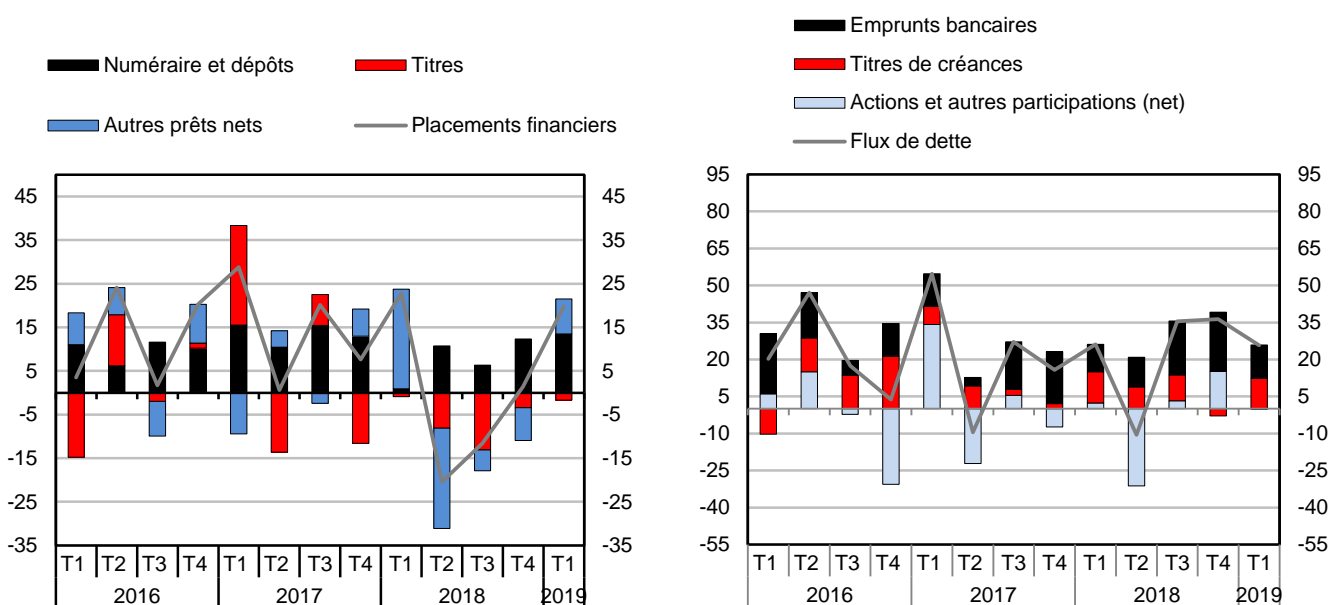 Numéraire et dépôts Titres
Autres prêts nets Placements financiers
45 45
35 35
25 25
15 15
5 5
-5 -5
-15 -15
-25 -25
-35 -35
T1 T2 T3 T4 T1 T2 T3 T4 T1 T2 T3 T4 T1
2016 2017 2018 2019
Emprunts bancaires
Titres de créances
Actions et autres participations (net)
Flux de dette
95 95
80 80
65 65
50 50
35 35
20 20
5 5
-10 -10
-25 -25
-40 -40
-55 -55
T1 T2 T3 T4 T1 T2 T3 T4 T1 T2 T3 T4 T1
2016 2017 2018 2019